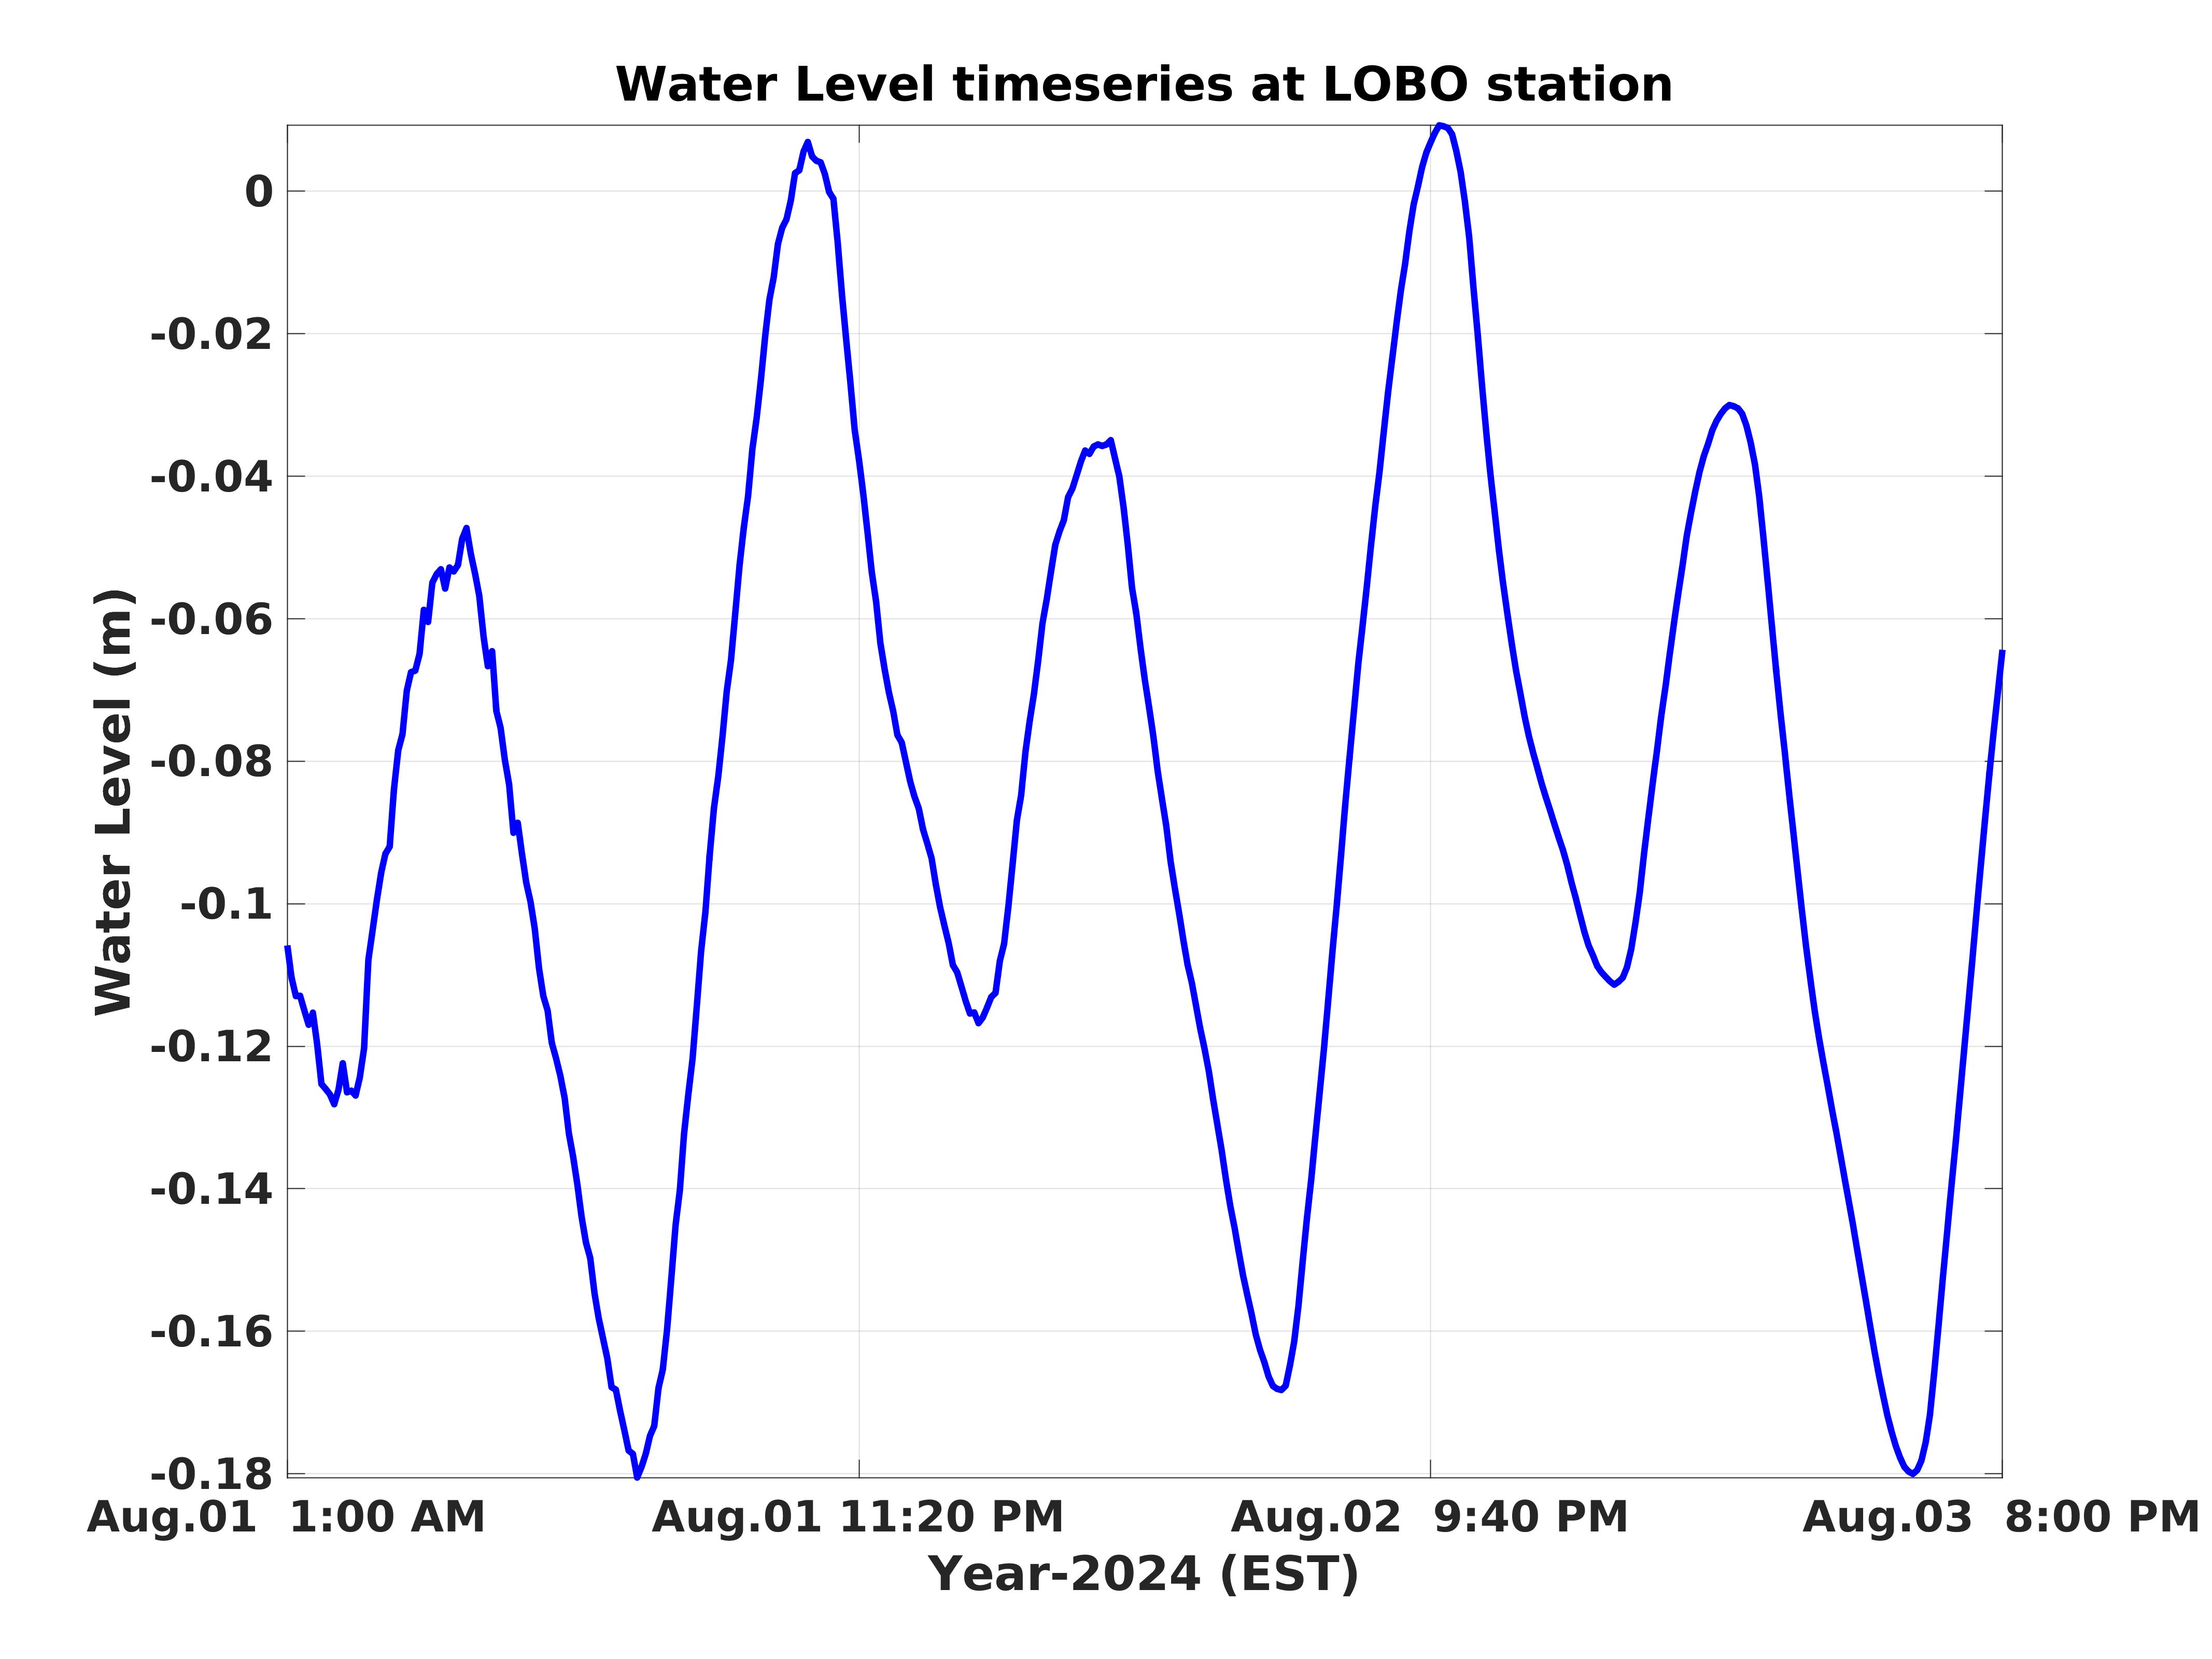 Water Level timeseries at LOBO station
0
-0.02
-0.04
-0.06
-0.08
-0.1
-0.12
-0.14
-0.16
-0.18
Water Level (m)
Aug.01 1:00 AM
Aug.01 11:20 PM
Aug.02 9:40 PM
Aug.03 8:00 PM
Year-2024 (EST)